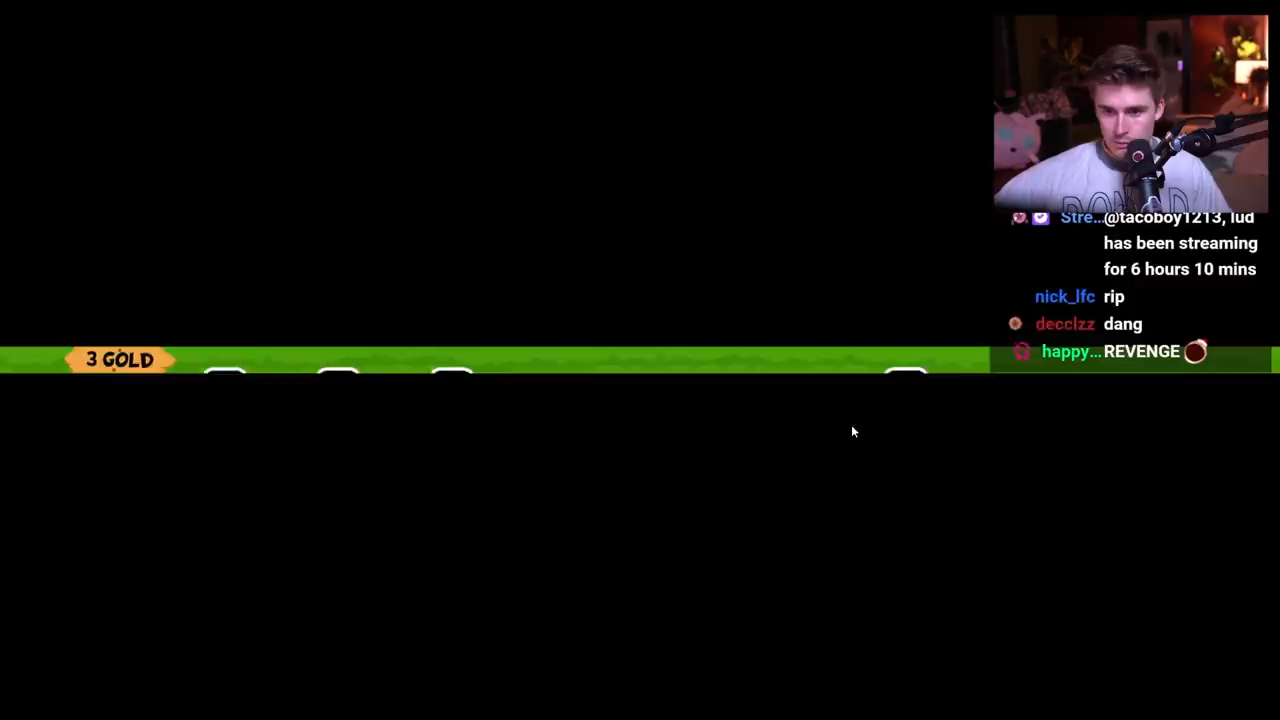 Stre... @tacoboy1213, lud
has been streaming
for 6 hours 10 mins
nick_lfc rip
decclzz dang
3 GOLD
happy... REVENGE